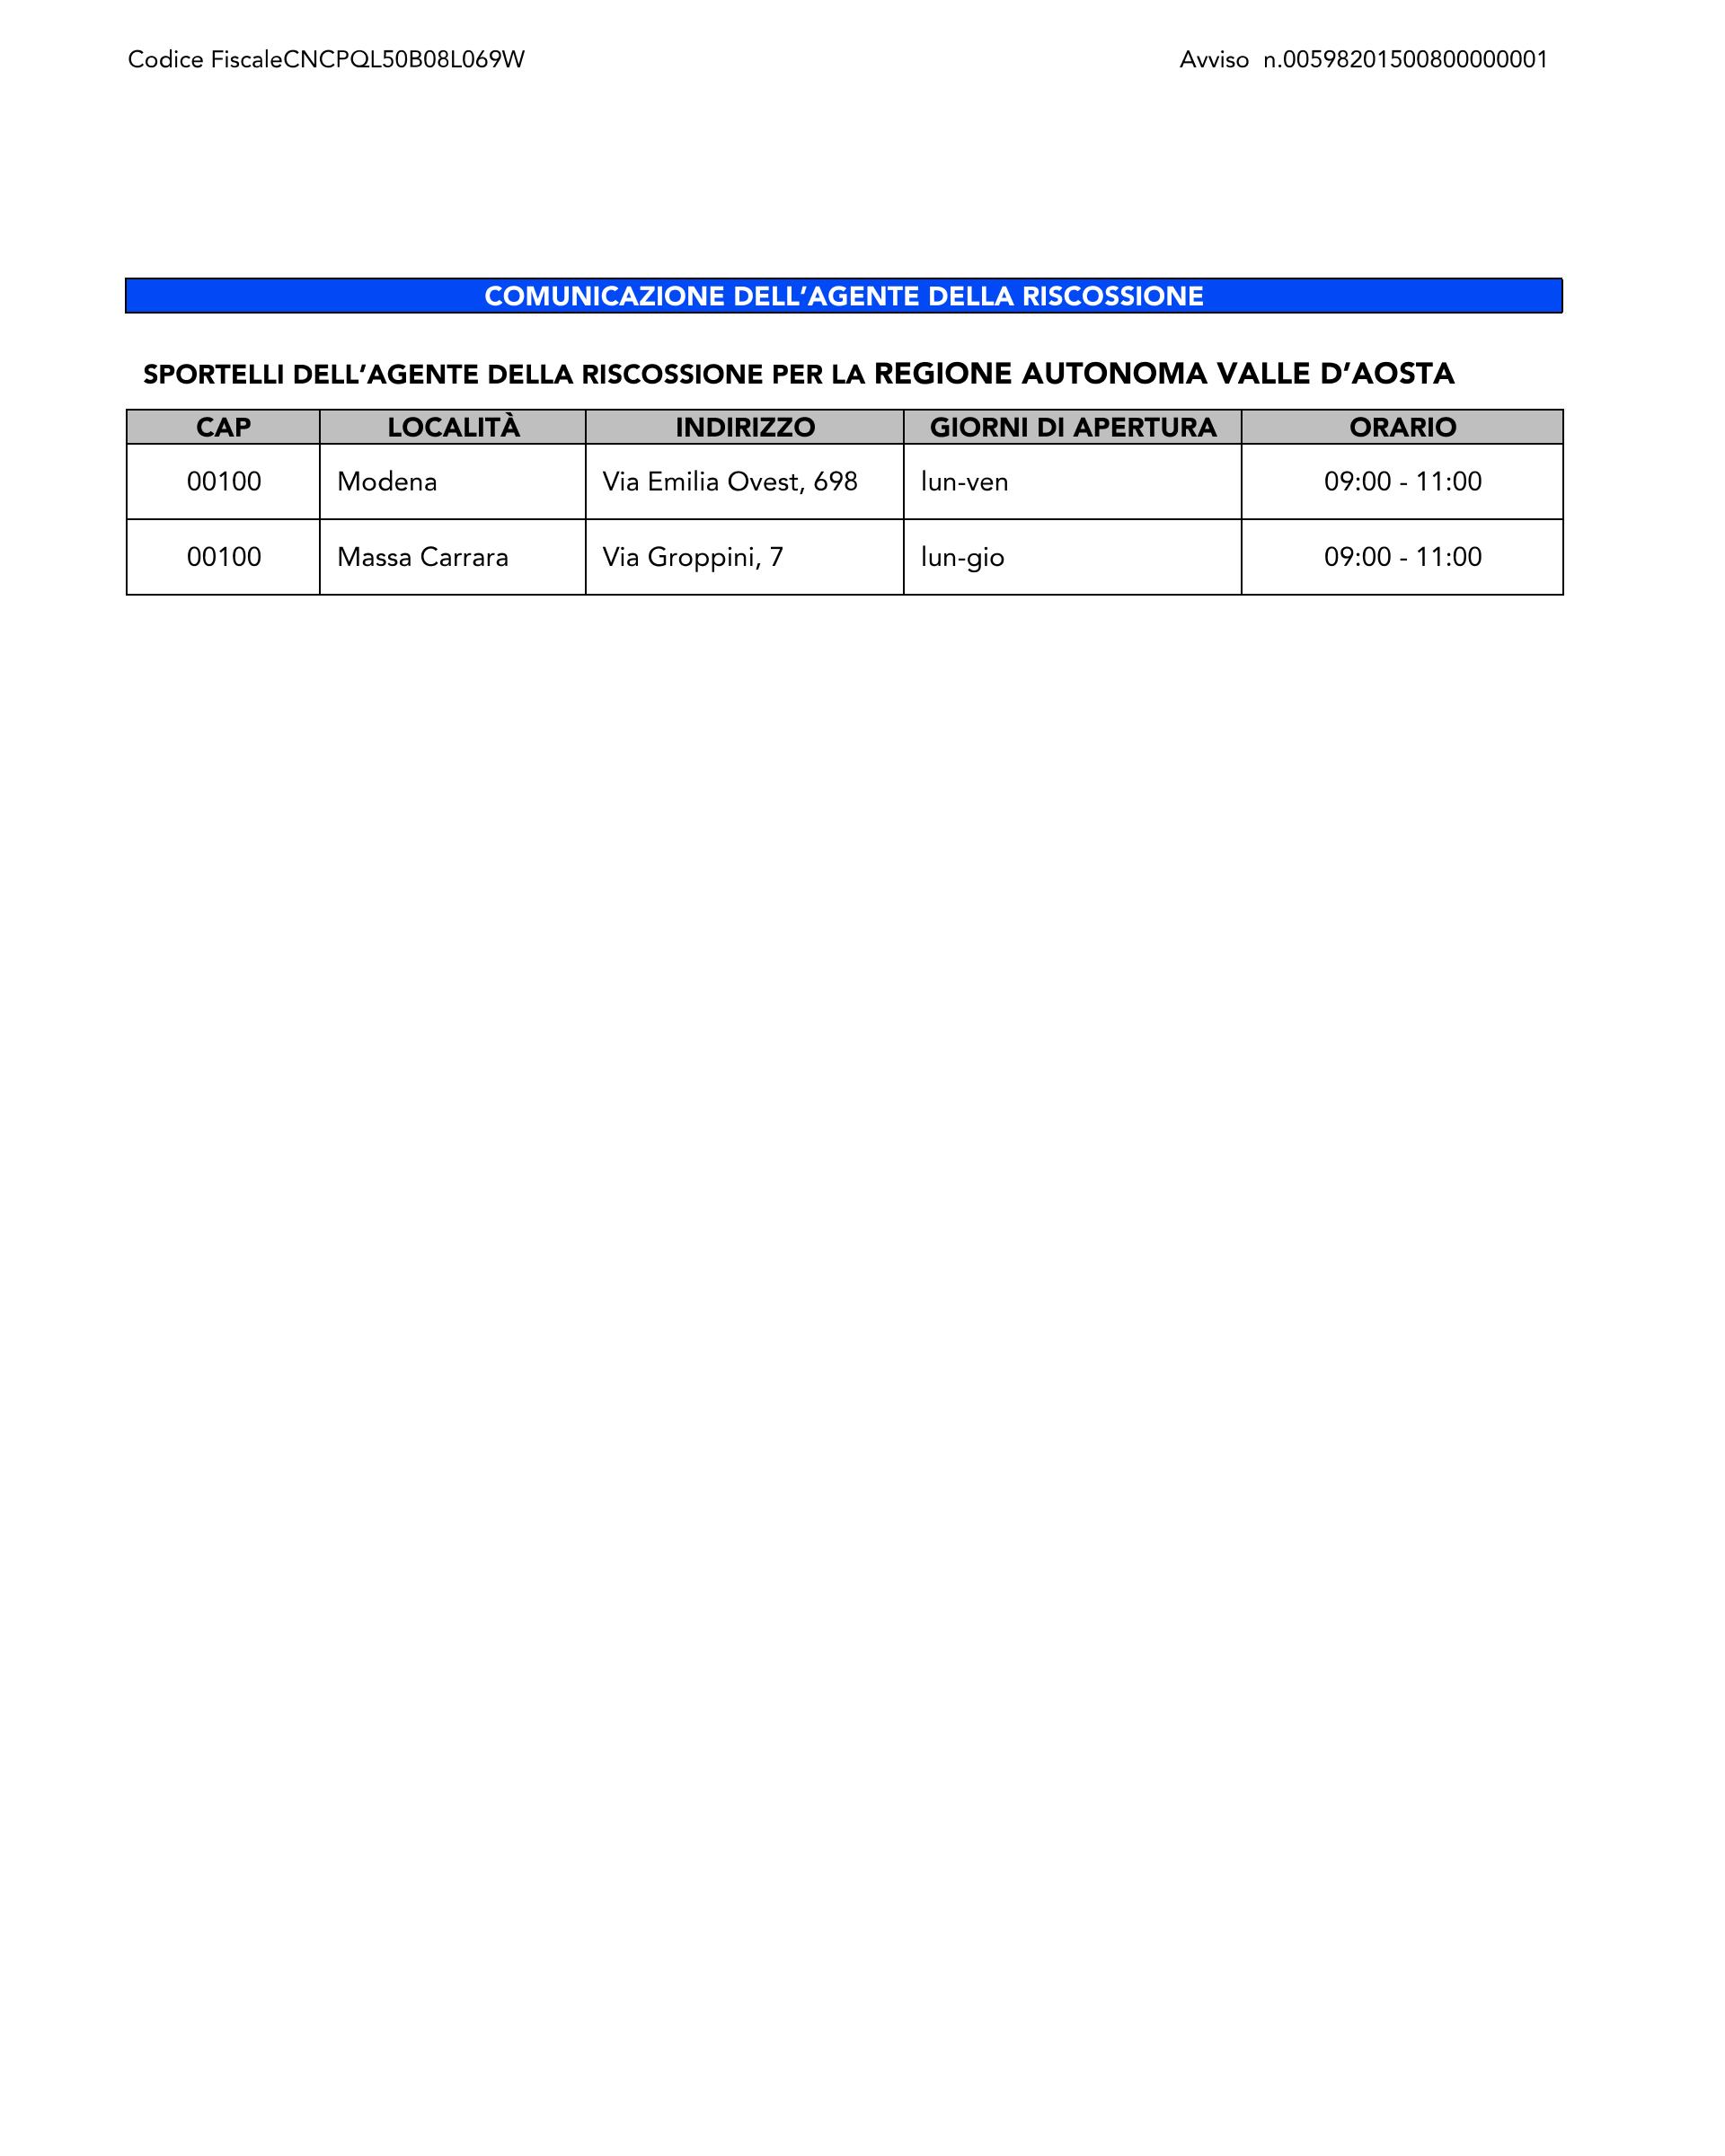 Codice FiscaleCNCPQL50B08L069W Avviso n.00598201500800000001
COMUNICAZIONE DELL’AGENTE DELLA RISCOSSIONE
SPORTELLI DELL’AGENTE DELLA RISCOSSIONE PER LA REGIONE AUTONOMA VALLE D’AOSTA
CAP LOCALITÀ INDIRIZZO GIORNI DI APERTURA ORARIO
00100 Modena Via Emilia Ovest, 698 lun-ven 09:00 - 11:00
00100 Massa Carrara Via Groppini, 7 lun-gio 09:00 - 11:00